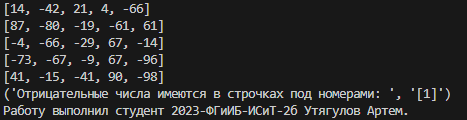 [14, -42, 21, 4, -66]
[87, -80, -19, -61, 61]
[-4, -66, -29, 67, -14]
[-73, -67, -9, 67, -96]
[41, -15, -41, 90, -98]
('Отрицательные числа имеются в строчках под номерами: ', '[1]')
Работу выполнил студент 2023-ФГиИБ-ИСиТ-2б Утягулов Артем.